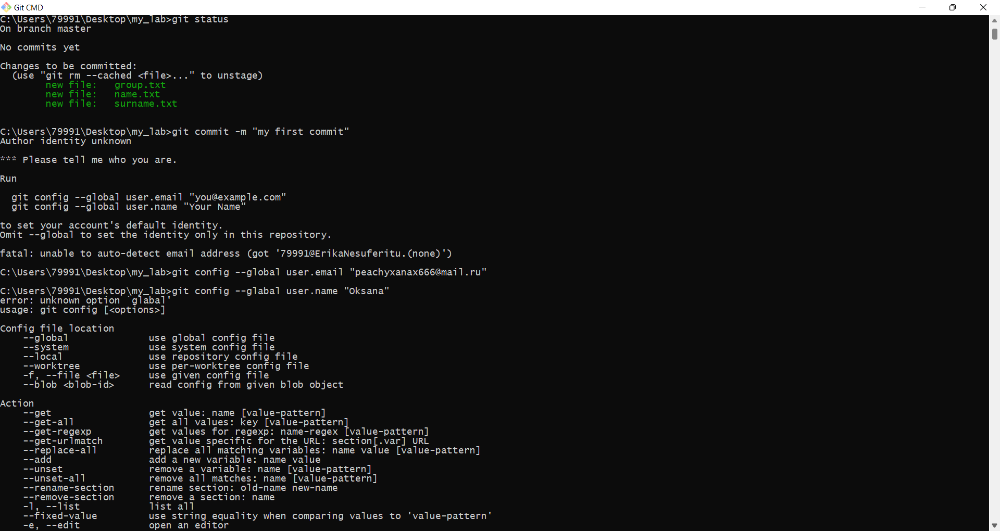 Git CMD
C:\Users\79991\Desktop\my_lab>git status
On branch master
No commits yet
Changes to be committed:
  (use "git rm --cached <file>..." to unstage)
        new file:   group.txt
        new file:   name.txt
        new file:   surname.txt
C:\Users\79991\Desktop\my_lab>git commit -m "my first commit"
Author identity unknown
*** Please tell me who you are.
Run
  git config --global user.email "you@example.com"
  git config --global user.name "Your Name"
to set your account's default identity.
Omit --global to set the identity only in this repository.
fatal: unable to auto-detect email address (got '79991@ErikaNesuferitu.(none)')
C:\Users\79991\Desktop\my_lab>git config --global user.email "peachyxanax666@mail.ru"
C:\Users\79991\Desktop\my_lab>git config --glabal user.name "Oksana"
error: unknown option `glabal'
usage: git config [<options>]
Config file location
    --global              use global config file
    --system              use system config file
    --local               use repository config file
    --worktree            use per-worktree config file
    -f, --file <file>     use given config file
    --blob <blob-id>      read config from given blob object
Action
    --get                 get value: name [value-pattern]
    --get-all             get all values: key [value-pattern]
    --get-regexp          get values for regexp: name-regex [value-pattern]
    --get-urlmatch        get value specific for the URL: section[.var] URL
    --replace-all         replace all matching variables: name value [value-pattern]
    --add                 add a new variable: name value
    --unset               remove a variable: name [value-pattern]
    --unset-all           remove all matches: name [value-pattern]
    --rename-section      rename section: old-name new-name
    --remove-section      remove a section: name
    -l, --list            list all
    --fixed-value         use string equality when comparing values to 'value-pattern'
    -e, --edit            open an editor